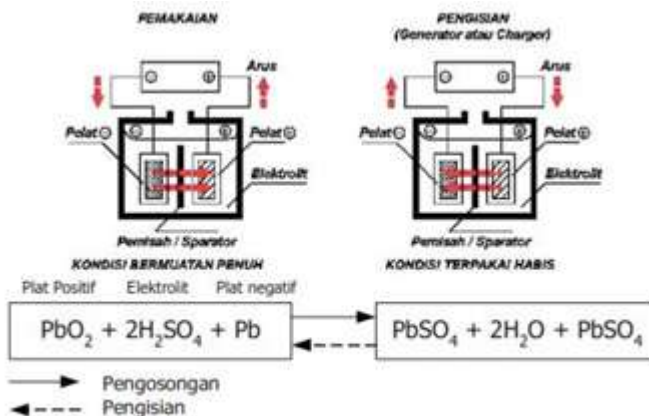 PEMAKAIAN
Arus
Pelat ⊖
Pelat ⊕
Elektrolit
Pemisah / Sparator
KONDISI BERMUATAN PENUH
PENGISIAN
(Generator atau Charger)
Arus
Pelat ⊖
Pelat ⊕
Elektrolit
Pemisah / Sparator
KONDISI TERPAKAI HABIS
Plat Positif Elektrolit Plat negatif
PbO₂ + 2H₂SO₄ + Pb
PbSO₄ + 2H₂O + PbSO₄
Pengosongan
Pengisian